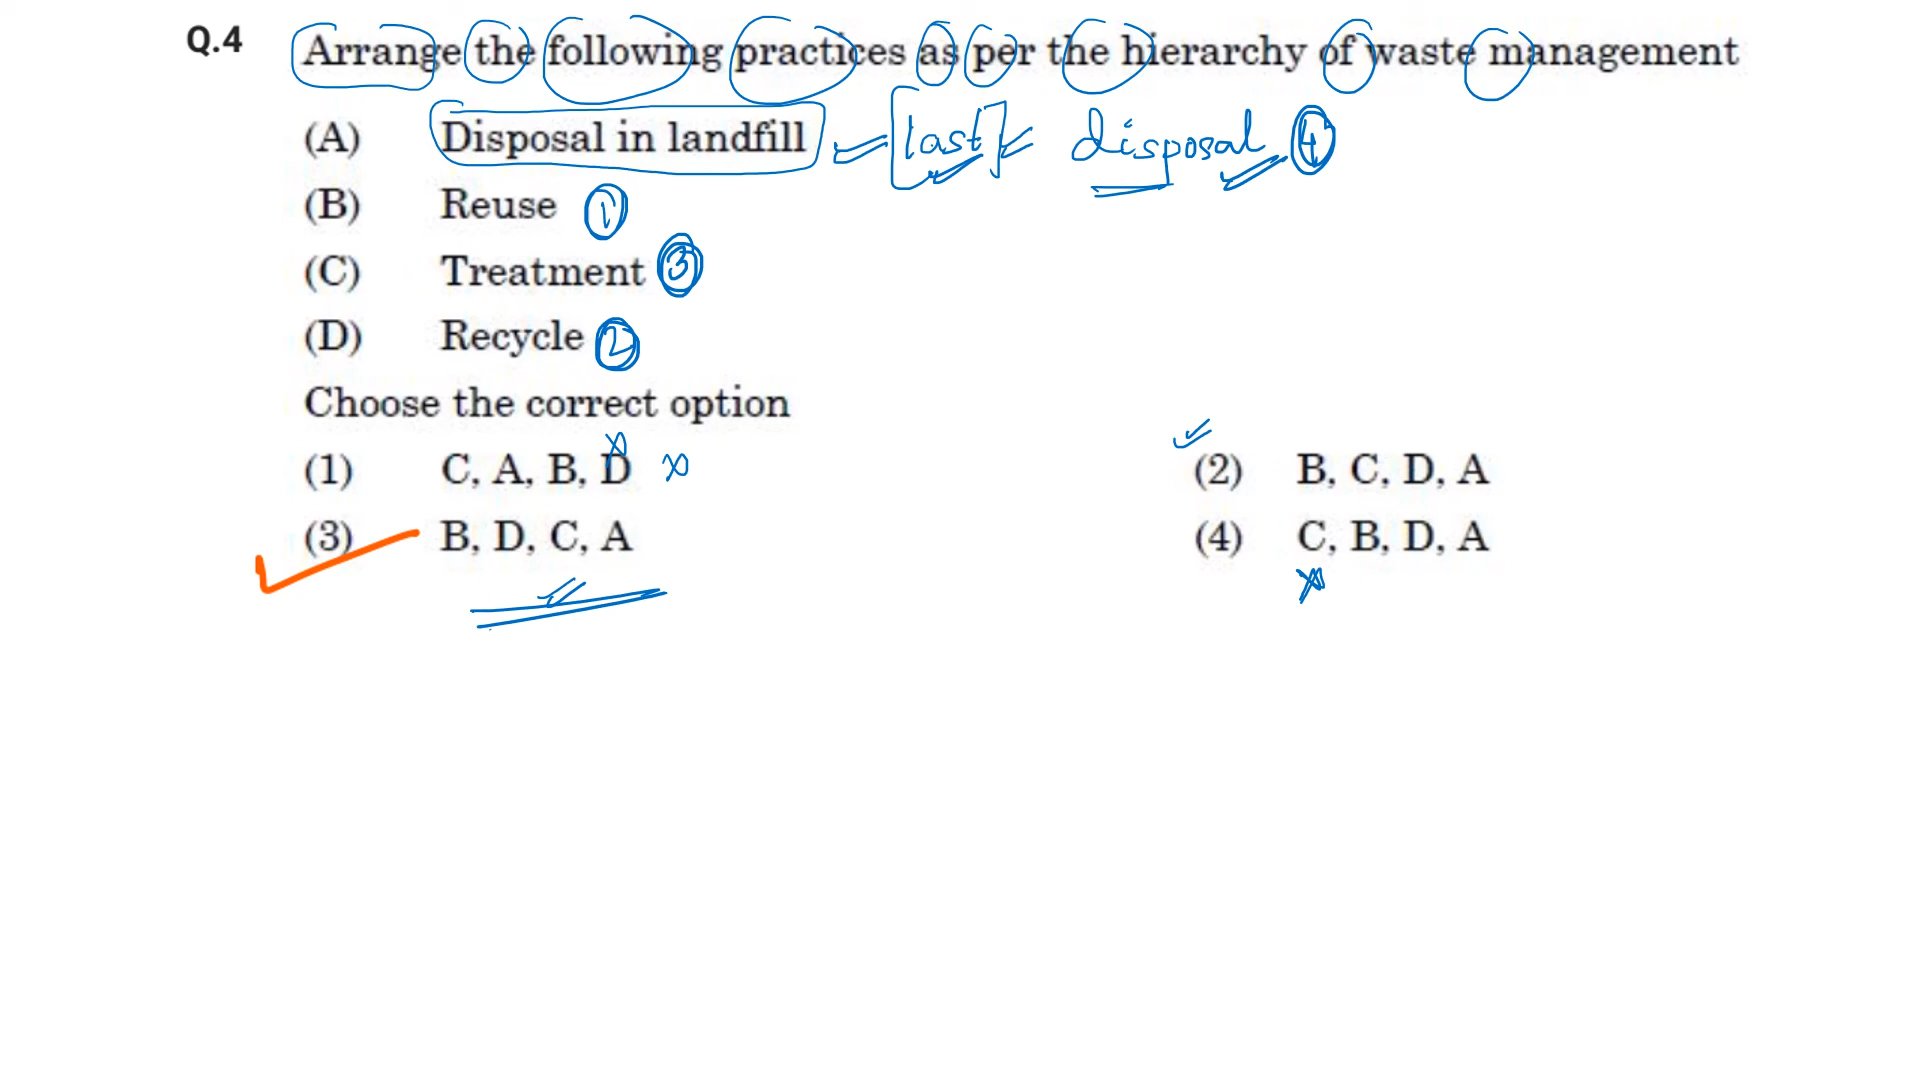 Q.4 Arrange the following practices as per the hierarchy of waste management
(A) Disposal in landfill last disposal 4
(B) Reuse 1
(C) Treatment 3
(D) Recycle 2
Choose the correct option
(1) C, A, B, D (2) B, C, D, A
(3) B, D, C, A (4) C, B, D, A